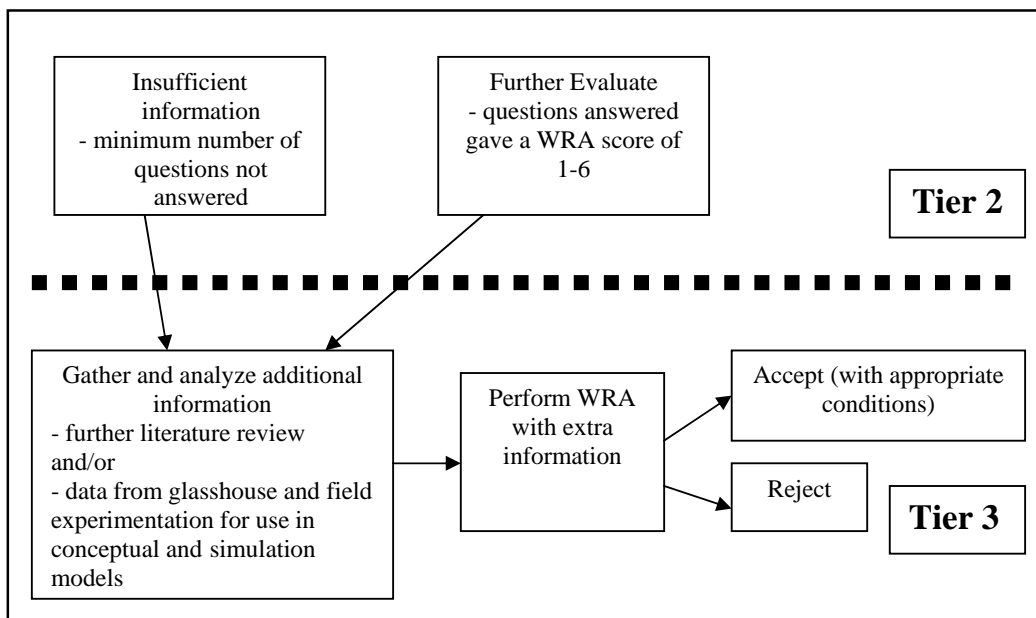 Insufficient
information
- minimum number of
questions not
answered
Further Evaluate
- questions answered
gave a WRA score of
1-6
Tier 2
Gather and analyze additional
information
- further literature review
and/or
- data from glasshouse and field
experimentation for use in
conceptual and simulation
models
Perform WRA
with extra
information
Accept (with appropriate
conditions)
Reject
Tier 3